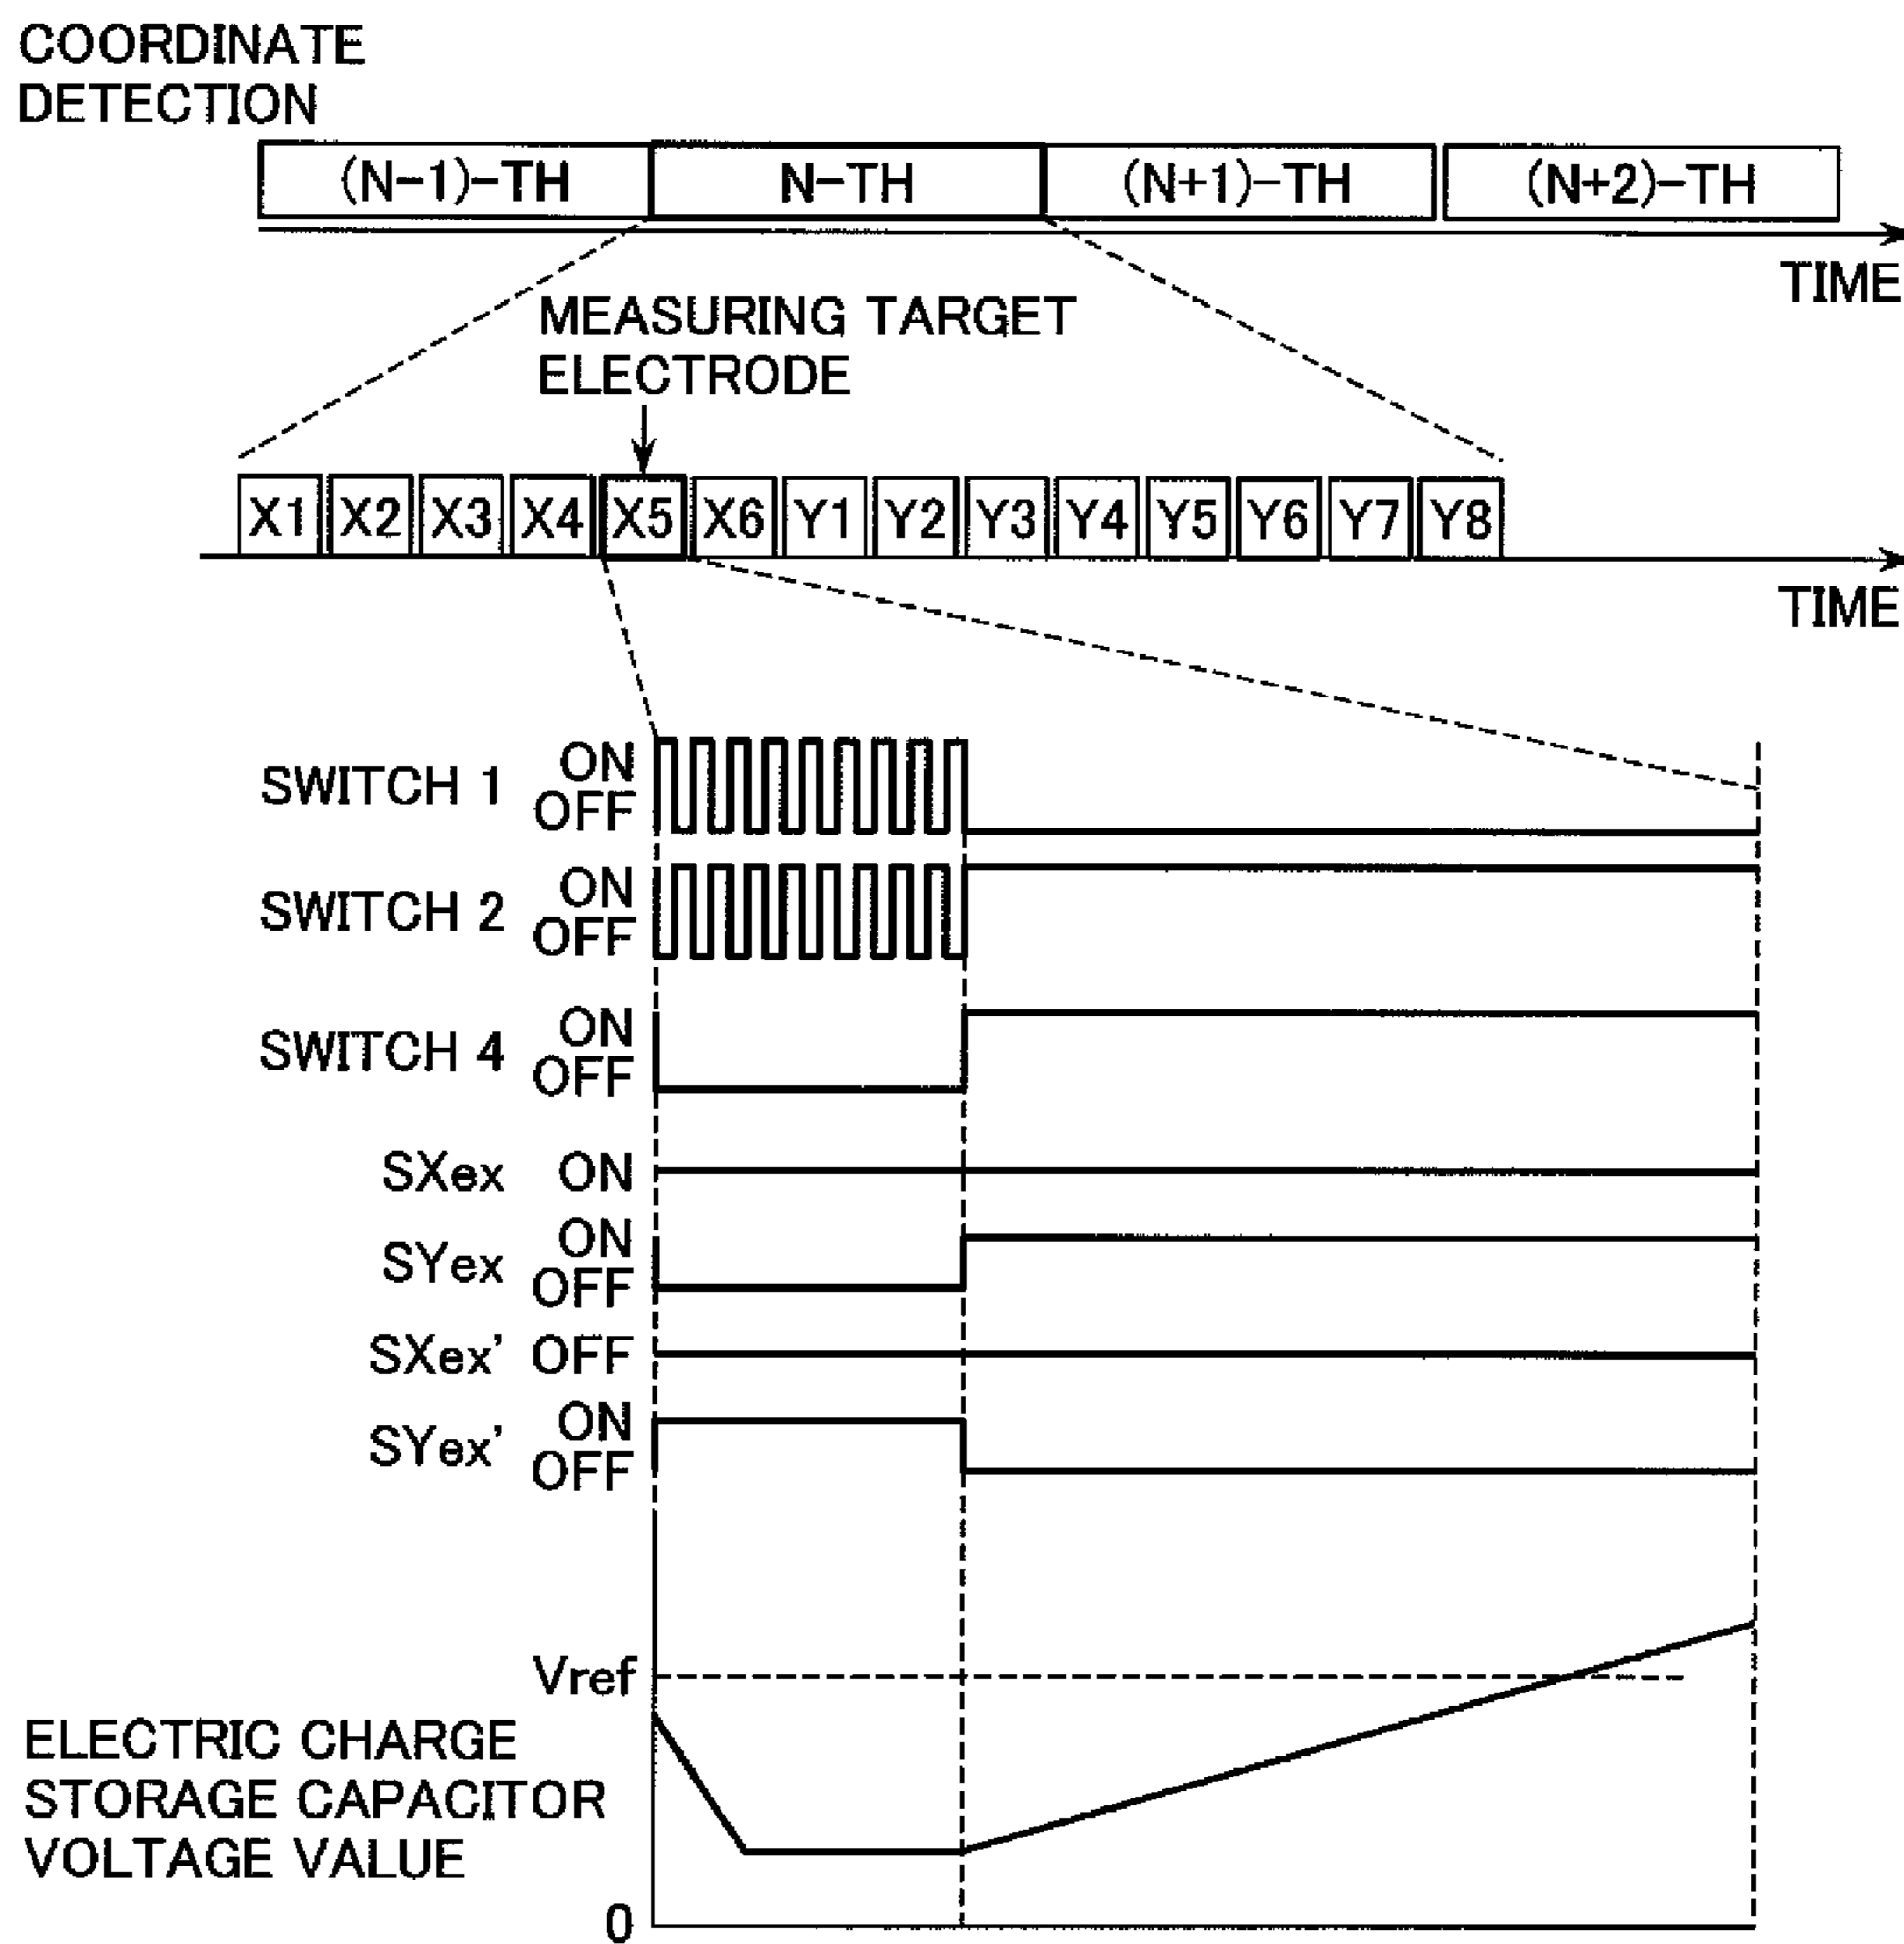 COORDINATE
DETECTION
(N-1)-TH N-TH (N+1)-TH (N+2)-TH
TIME
MEASURING TARGET
ELECTRODE
X1 X2 X3 X4 X5 X6 Y1 Y2 Y3 Y4 Y5 Y6 Y7 Y8
TIME
SWITCH 1 ON
OFF
SWITCH 2 ON
OFF
SWITCH 4 ON
OFF
SXex ON
SYex ON
OFF
SXex' OFF
SYex' ON
OFF
Vref
ELECTRIC CHARGE
STORAGE CAPACITOR
VOLTAGE VALUE
0